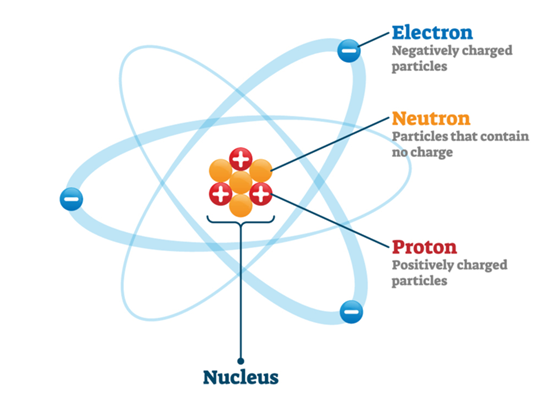 Electron
Negatively charged
particles
Neutron
Particles that contain
no charge
Proton
Positively charged
particles
Nucleus